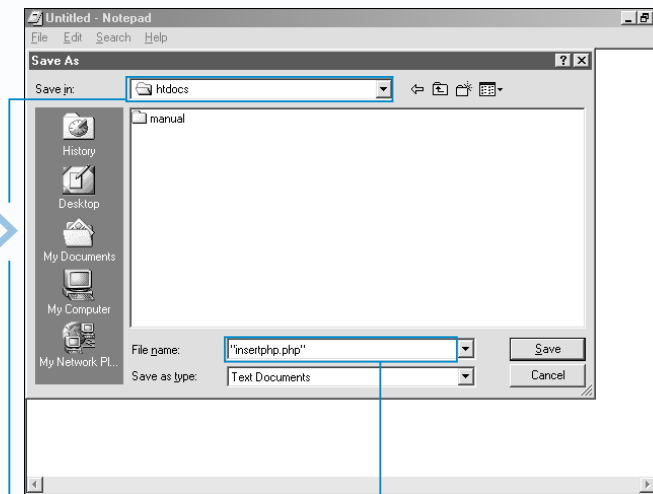 Untitled - Notepad
File Edit Search Help
Save As
Save in: htdocs
manual
History
Desktop
My Documents
My Computer
My Network Pl...
File name: "insertphp.php" Save
Save as type: Text Documents Cancel